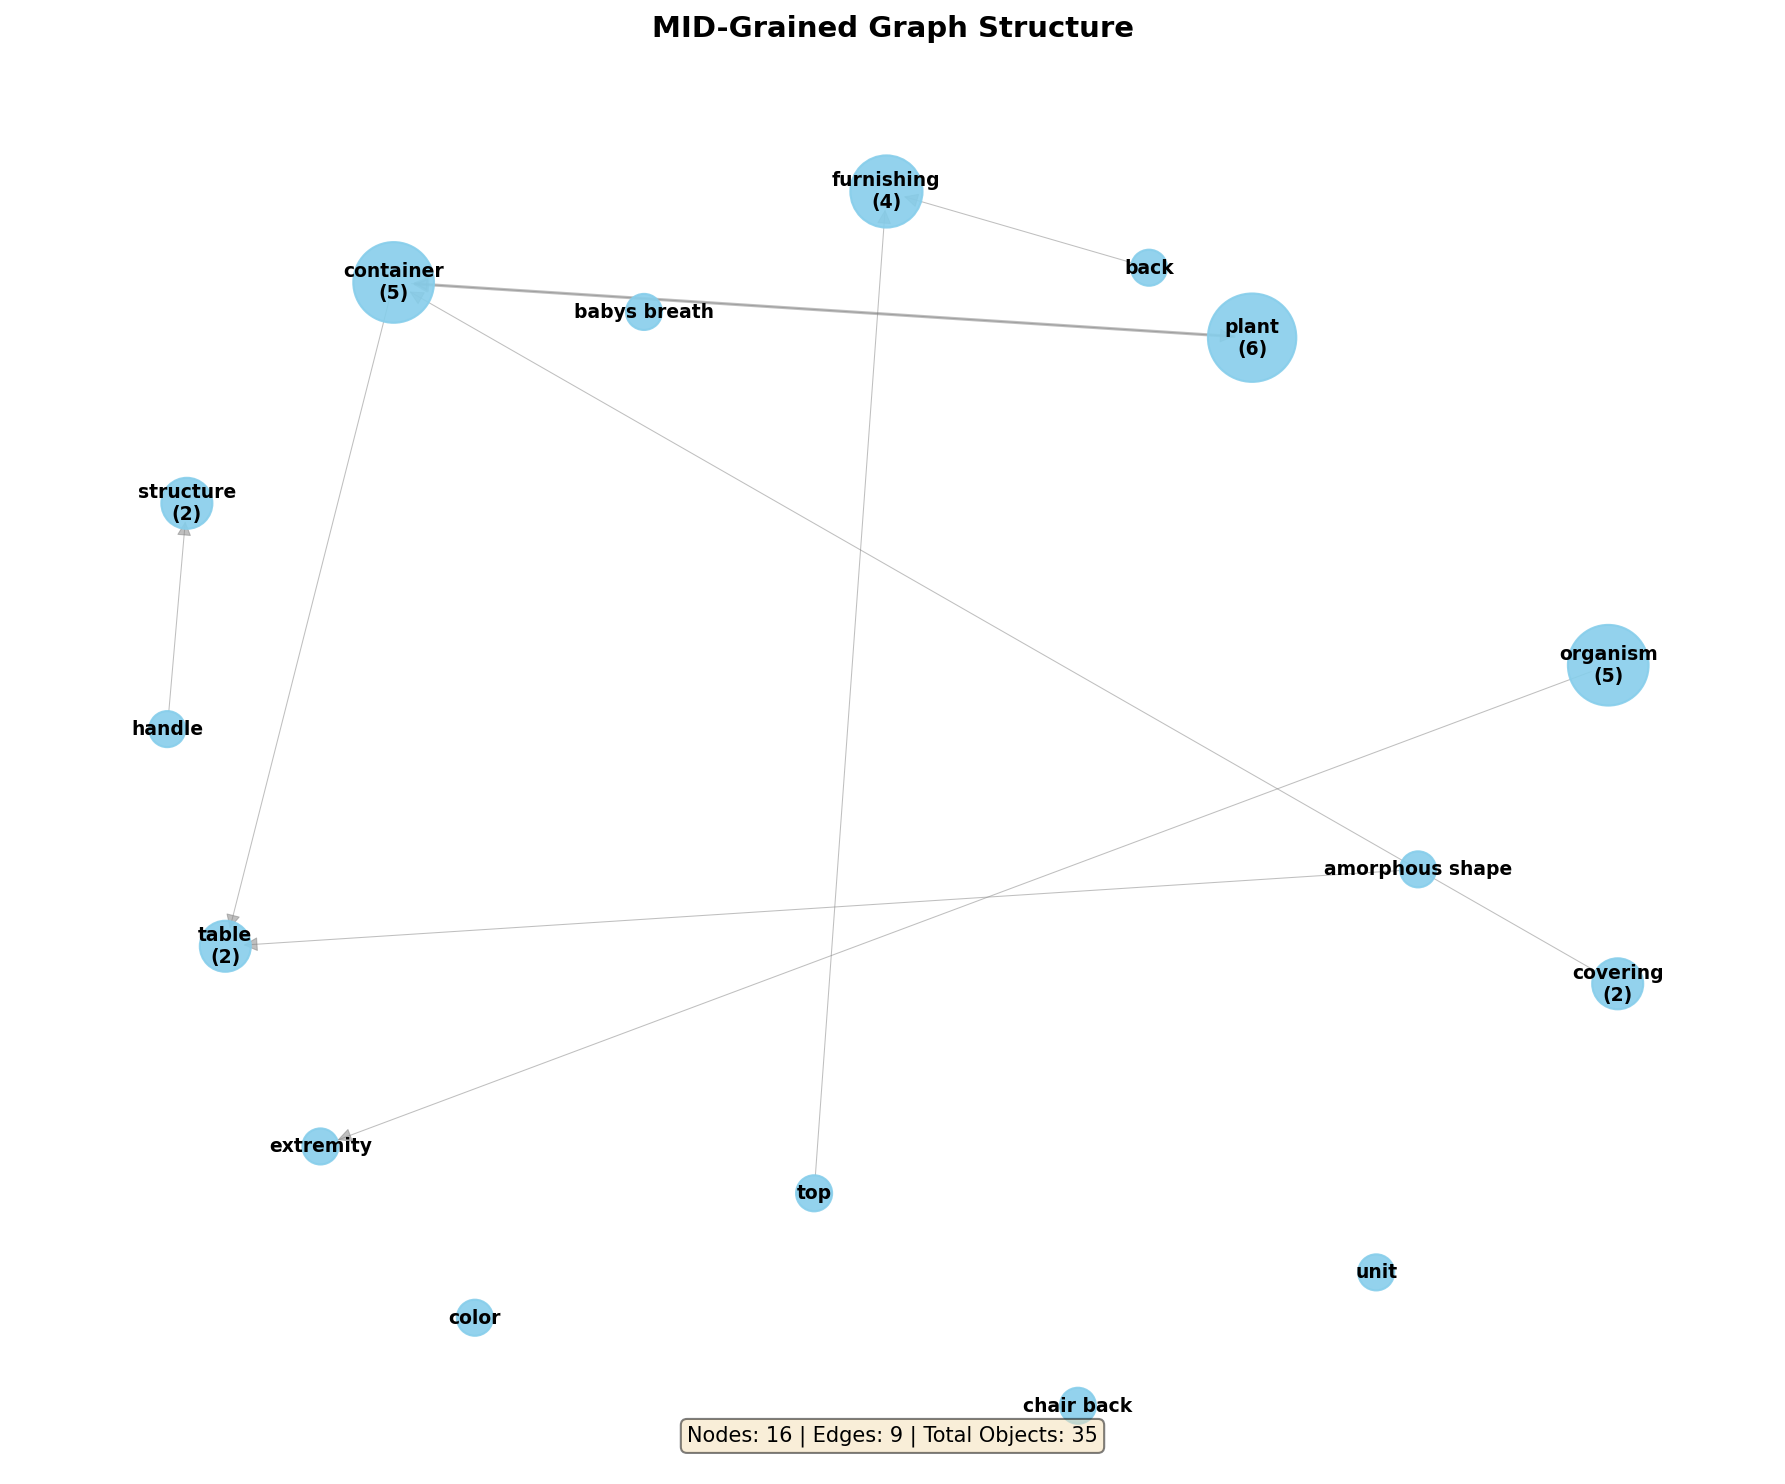 MID-Grained Graph Structure
furnishing
(4)
back
container
(5)
babys breath
plant
(6)
structure
(2)
organism
(5)
handle
amorphous shape
table
(2)
covering
(2)
extremity
top
unit
color
chair back
Nodes: 16 | Edges: 9 | Total Objects: 35